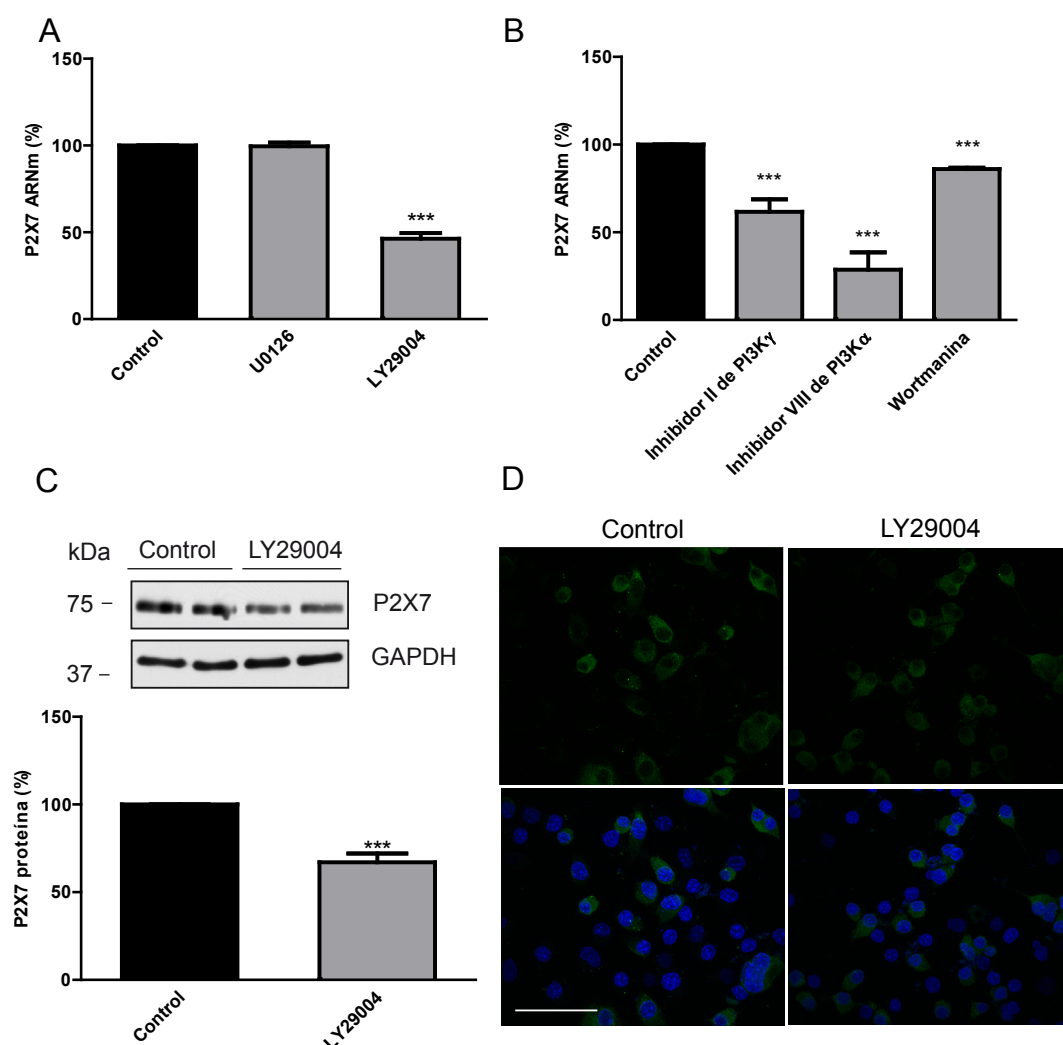 A
150
100
50
0
P2X7 ARNm (%)
***
Control
U0126
LY29004
B
150
100
50
0
P2X7 ARNm (%)
***
***
***
Control
Inhibidor II de PI3Kγ
Inhibidor VIII de PI3Kα
Wortmanina
C
kDa
Control
LY29004
75 –
P2X7
37 –
GAPDH
150
100
50
0
P2X7 proteína (%)
***
Control
LY29004
D
Control
LY29004